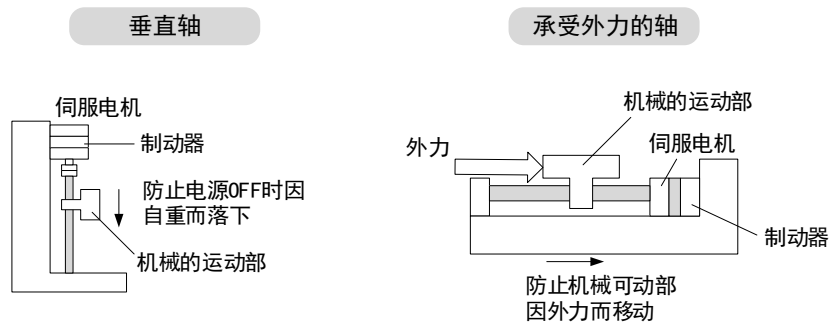 垂直轴
伺服电机
制动器
防止电源OFF时因
自重而落下
机械的运动部
承受外力的轴
机械的运动部
外力
伺服电机
制动器
防止机械可动部
因外力而移动